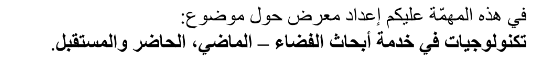 في هذه المهمّة عليكم إعداد معرض حول موضوع:
تكنولوجيات في خدمة أبحاث الفضاء – الماضي، الحاضر والمستقبل.